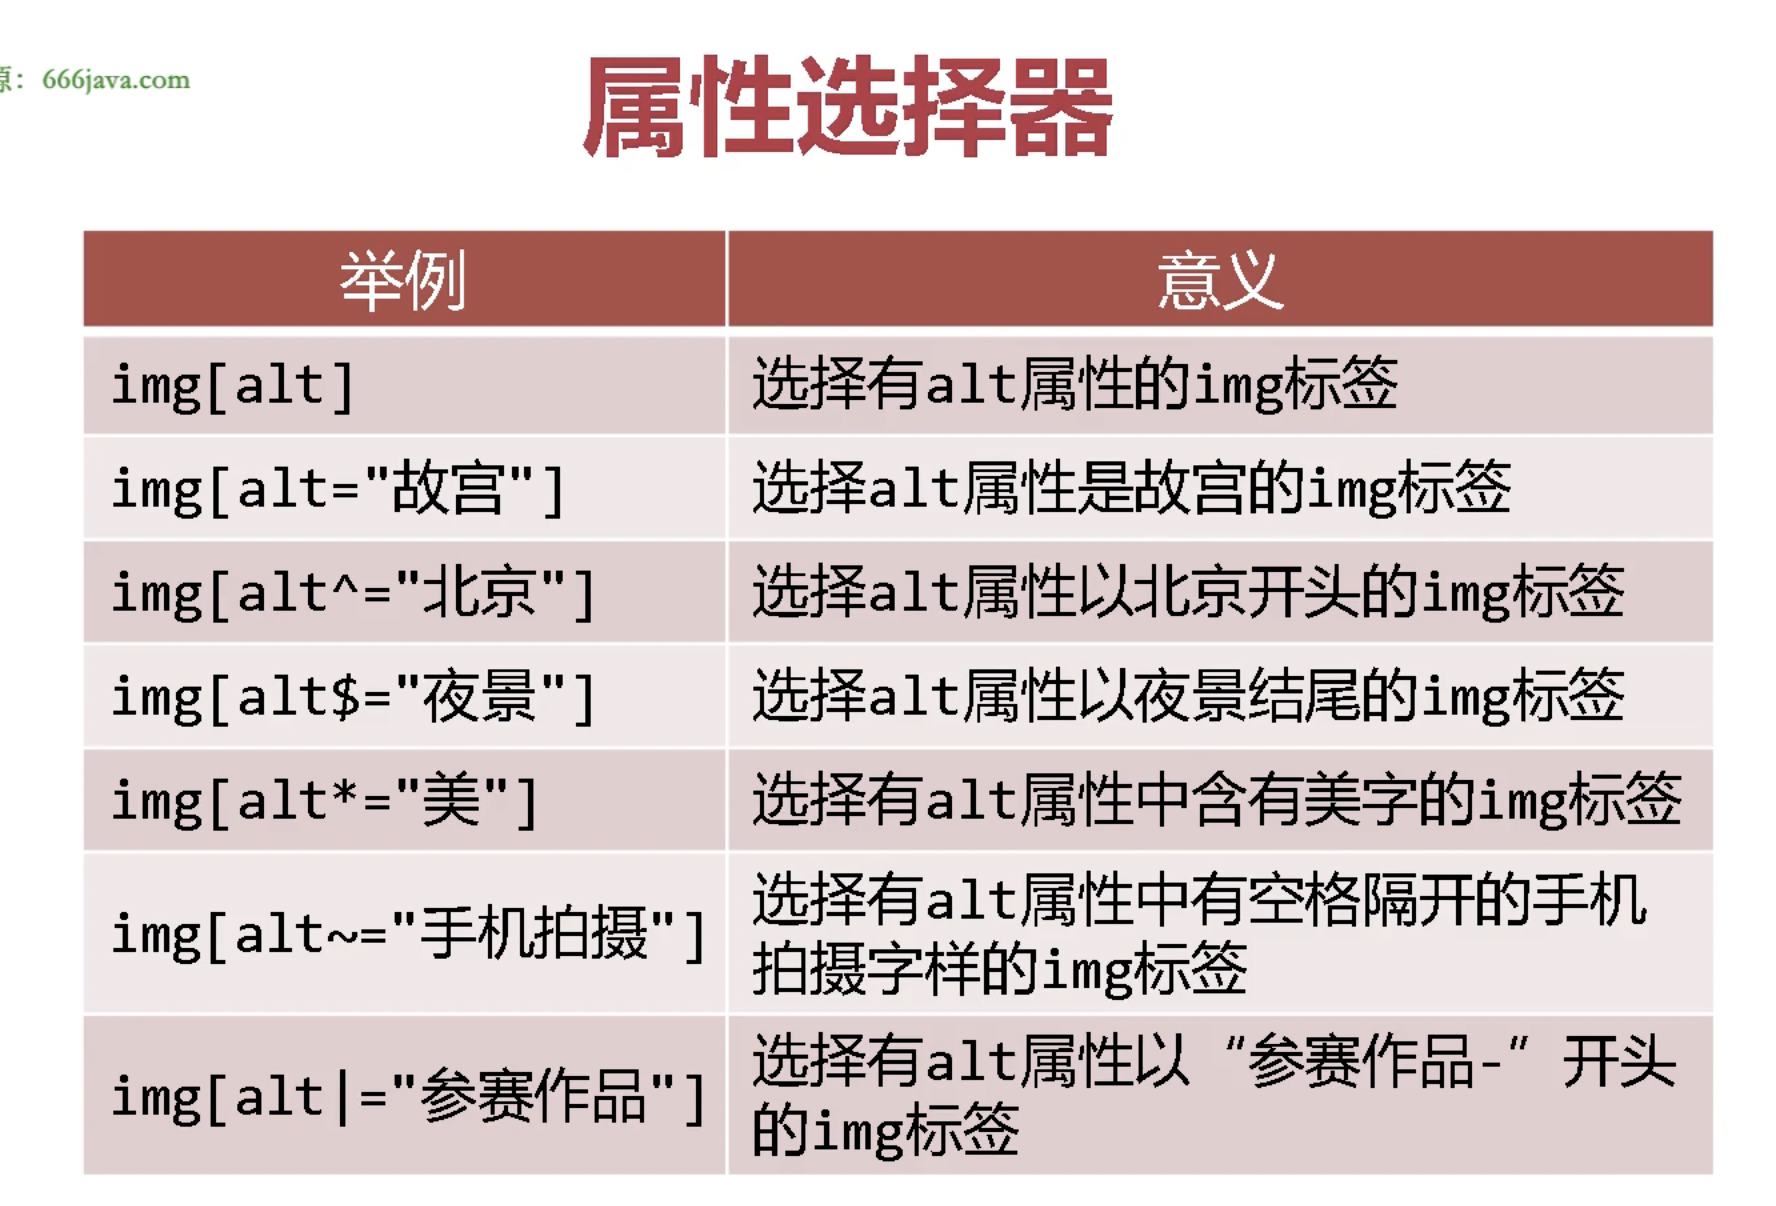 源：666java.com
属性选择器
举例 意义
img[alt] 选择有alt属性的img标签
img[alt="故宫"] 选择alt属性是故宫的img标签
img[alt^="北京"] 选择alt属性以北京开头的img标签
img[alt$="夜景"] 选择alt属性以夜景结尾的img标签
img[alt*="美"] 选择有alt属性中含有美字的img标签
img[alt~="手机拍摄"] 选择有alt属性中有空格隔开的手机
拍摄字样的img标签
img[alt|="参赛作品"] 选择有alt属性以“参赛作品-”开头
的img标签